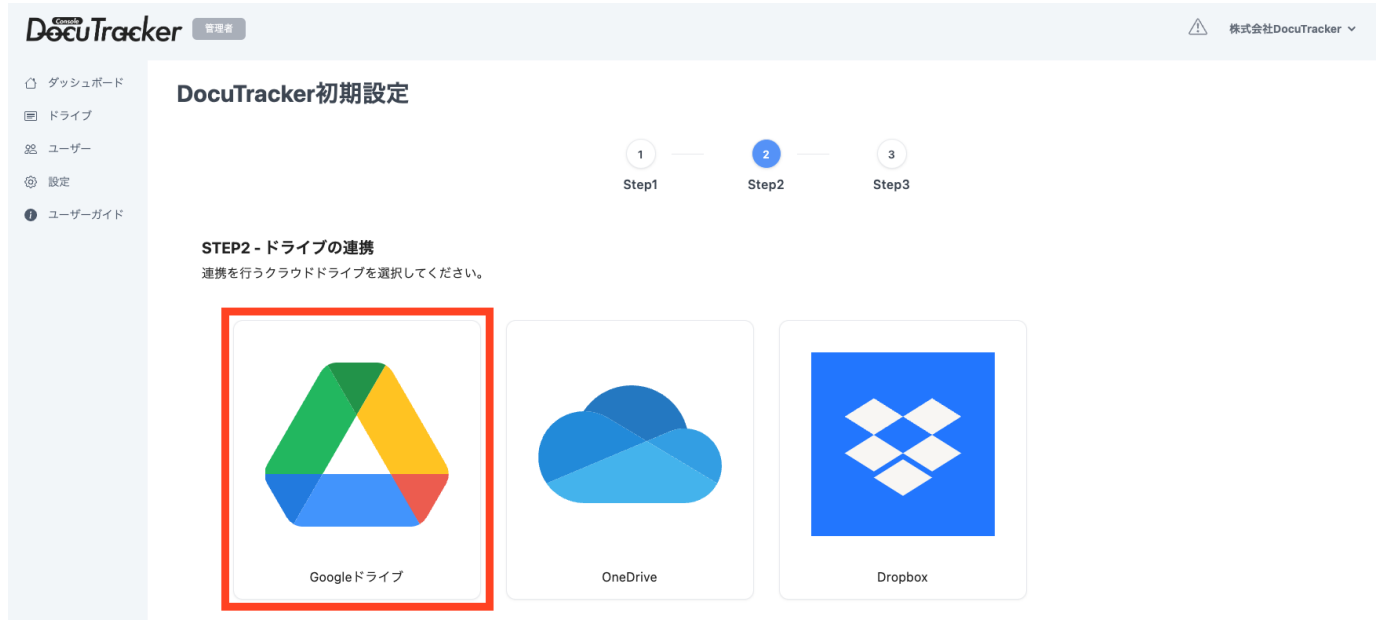 Console
DocuTracker 管理者
株式会社DocuTracker
ダッシュボード
ドライブ
ユーザー
設定
ユーザーガイド
DocuTracker初期設定
1 2 3
Step1 Step2 Step3
STEP2 - ドライブの連携
連携を行うクラウドドライブを選択してください。
Googleドライブ OneDrive Dropbox